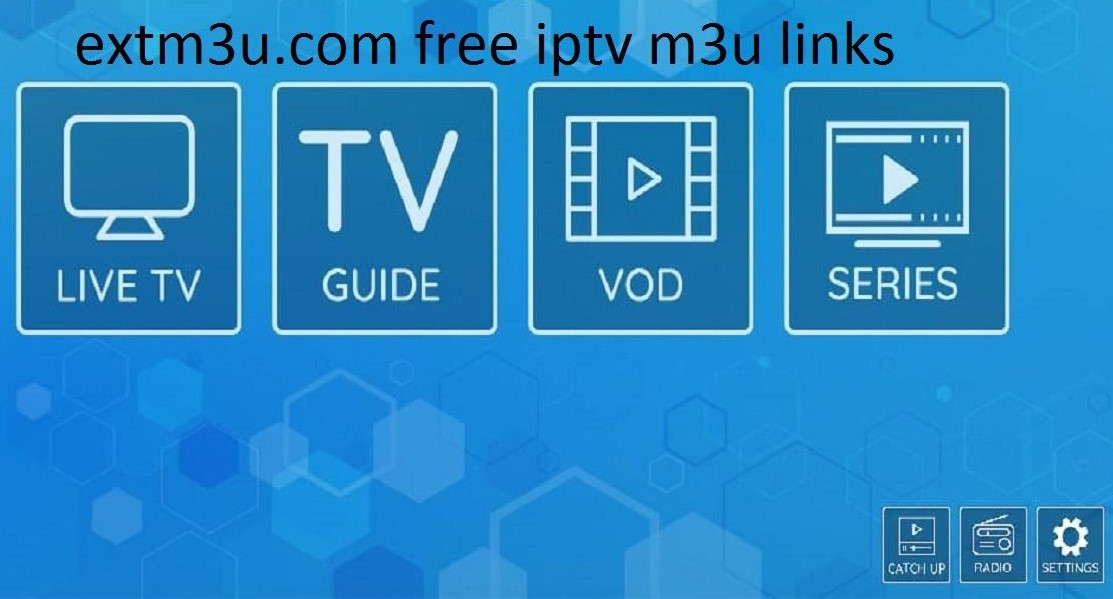 extm3u.com free iptv m3u links
LIVE TV
TV
GUIDE
VOD
SERIES
CATCH UP
RADIO
SETTINGS